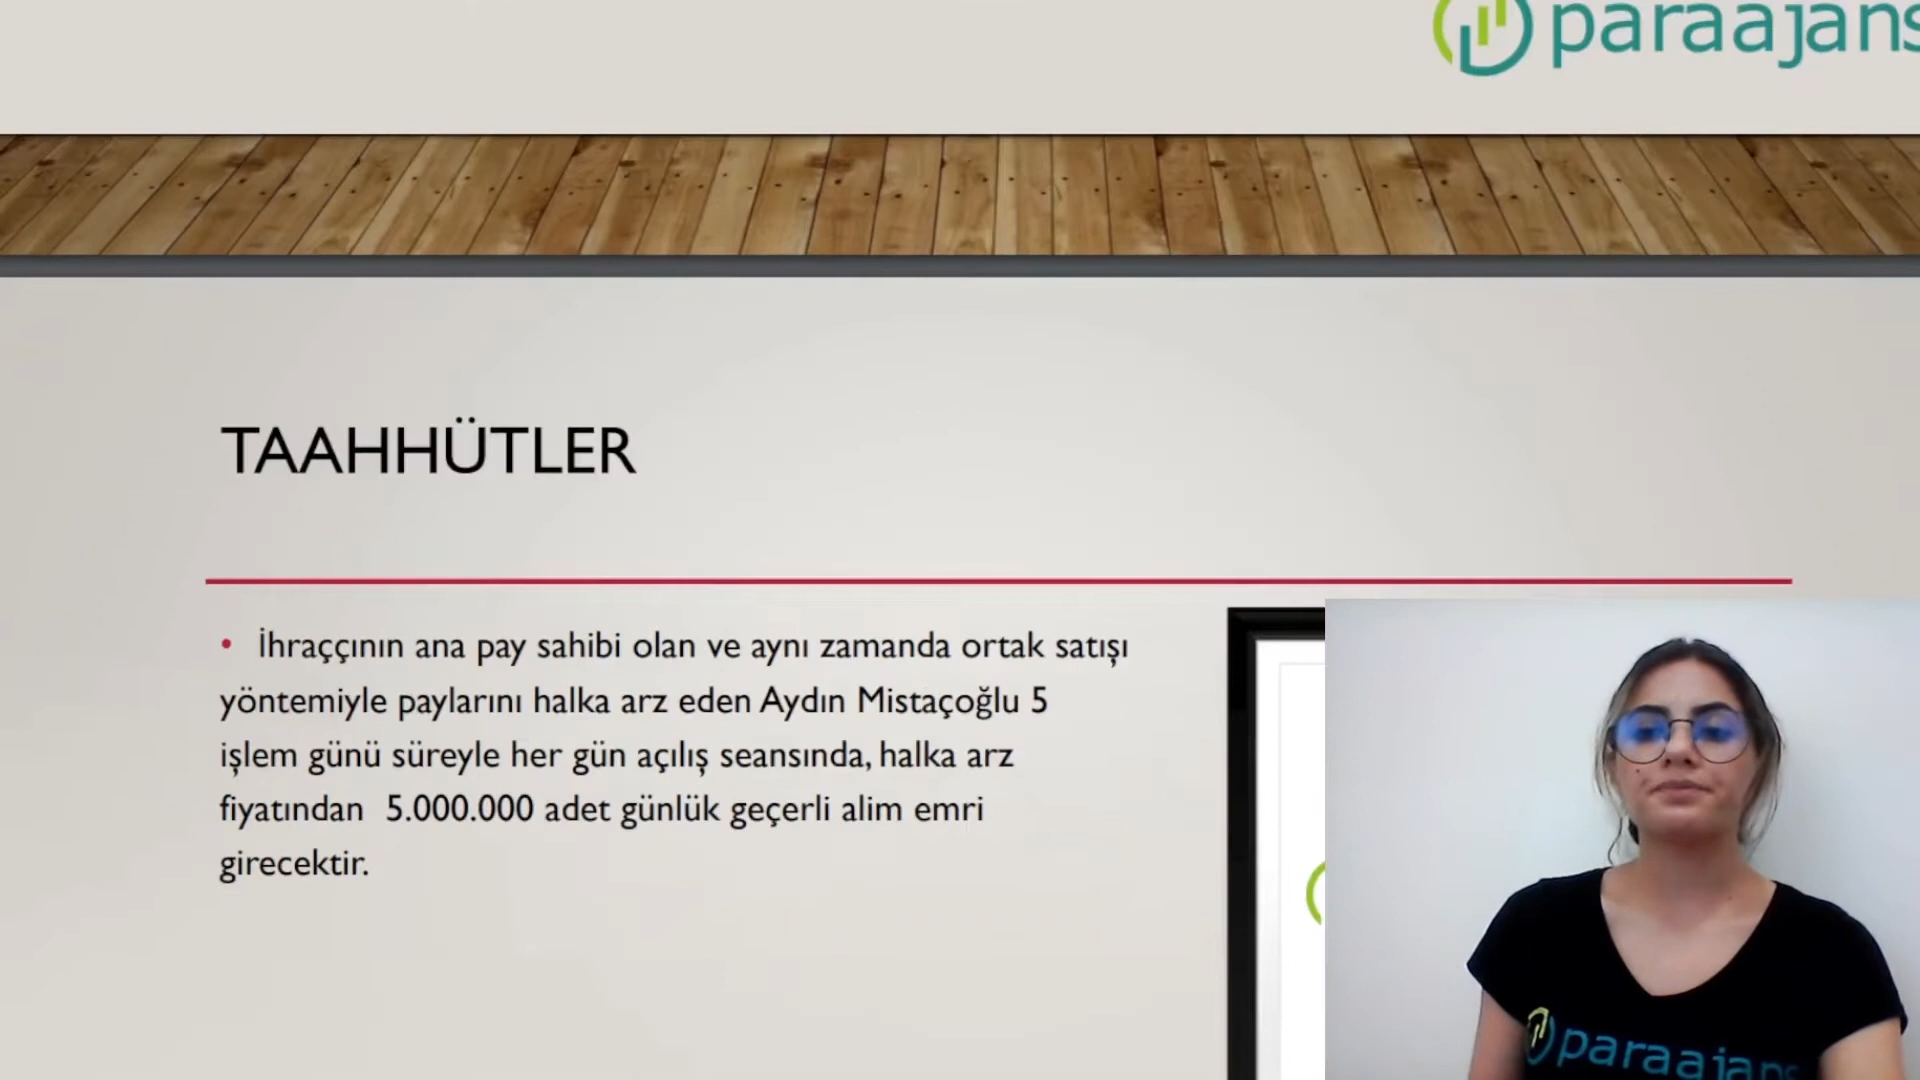 paraajans
TAAHHÜTLER
• İhraççının ana pay sahibi olan ve aynı zamanda ortak satışı
yöntemiyle paylarını halka arz eden Aydın Mistaçoğlu 5
işlem günü süreyle her gün açılış seansında, halka arz
fiyatından 5.000.000 adet günlük geçerli alim emri
girecektir.
paraajans